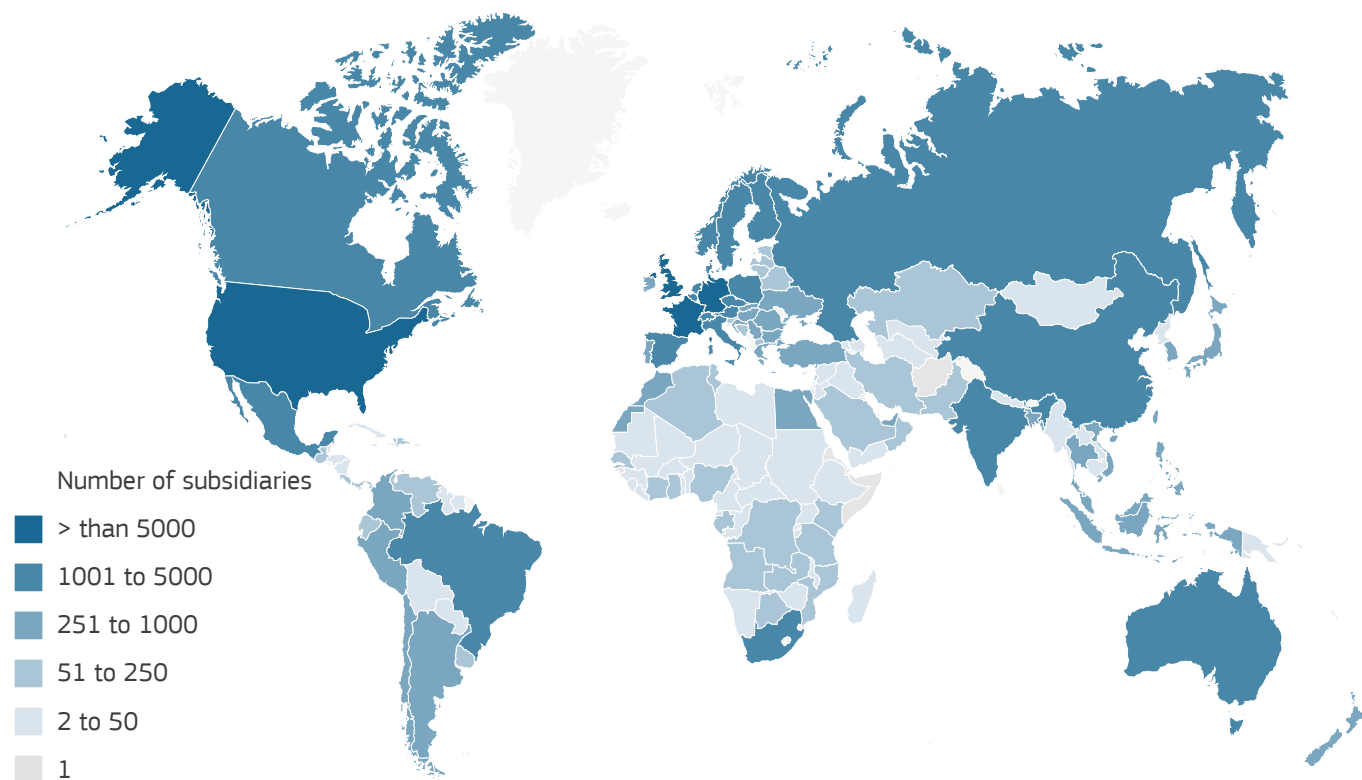 Number of subsidiaries
> than 5000
1001 to 5000
251 to 1000
51 to 250
2 to 50
1